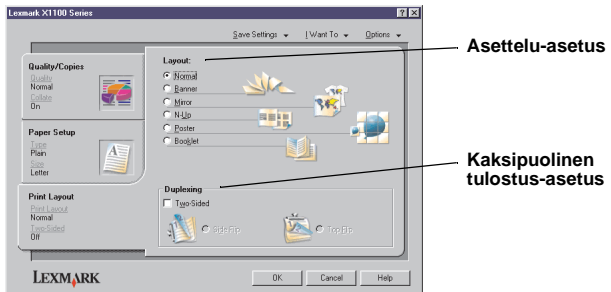 Lexmark X1100 Series
Save Settings
I Want To
Options
Quality/Copies
Quality
Normal
Collate
On
Paper Setup
Type
Plain
Size
Letter
Print Layout
Print Layout
Normal
Two-Sided
Off
Layout:
Normal
Banner
Mirror
N-Up
Poster
Booklet
Duplexing
Two-Sided
SideFlip
TopFlip
LEXMARK
OK
Cancel
Help
Asettelu-asetus
Kaksipuolinen
tulostus-asetus